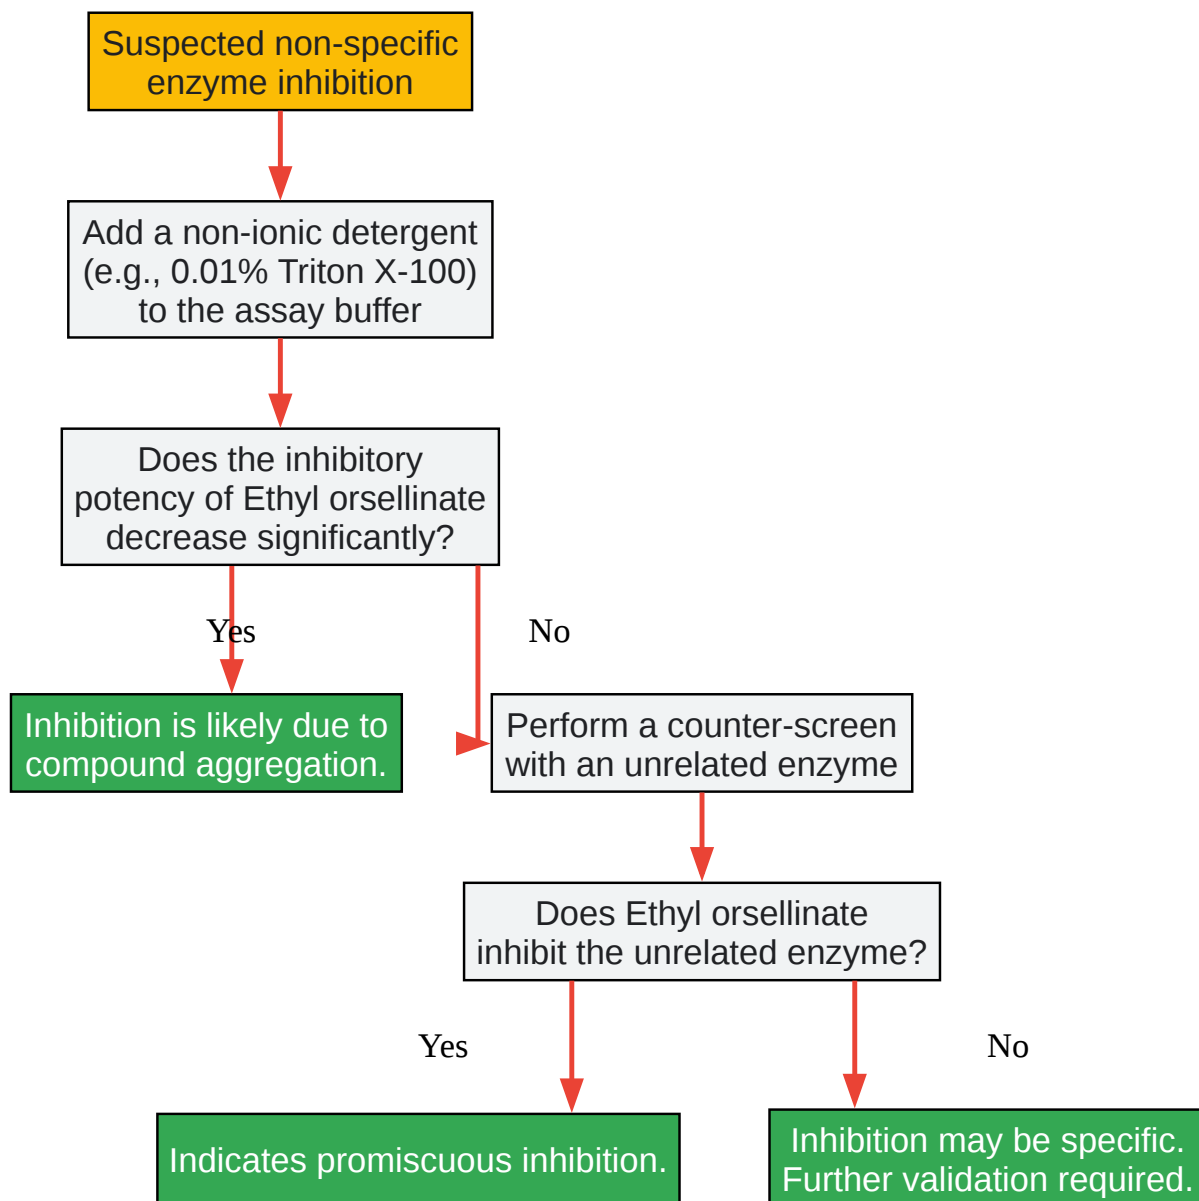 Suspected non-specific
enzyme inhibition
Add a non-ionic detergent
(e.g., 0.01% Triton X-100)
to the assay buffer
Does the inhibitory
potency of Ethyl orsellinate
decrease significantly?
Yes
No
Inhibition is likely due to
compound aggregation.
Perform a counter-screen
with an unrelated enzyme
Does Ethyl orsellinate
inhibit the unrelated enzyme?
Yes
No
Indicates promiscuous inhibition.
Inhibition may be specific.
Further validation required.